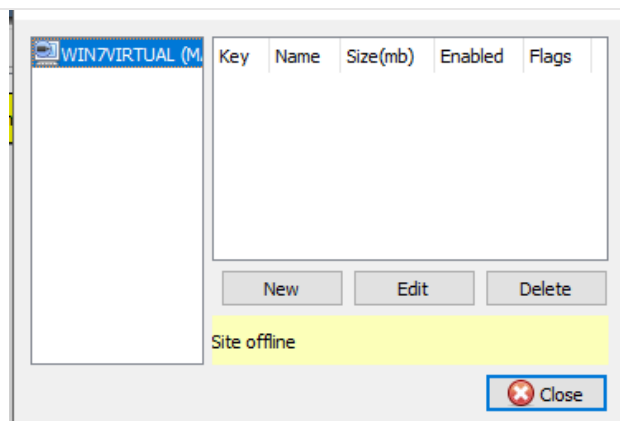 WIN7VIRTUAL (M
Key Name Size(mb) Enabled Flags
New Edit Delete
Site offline
Close